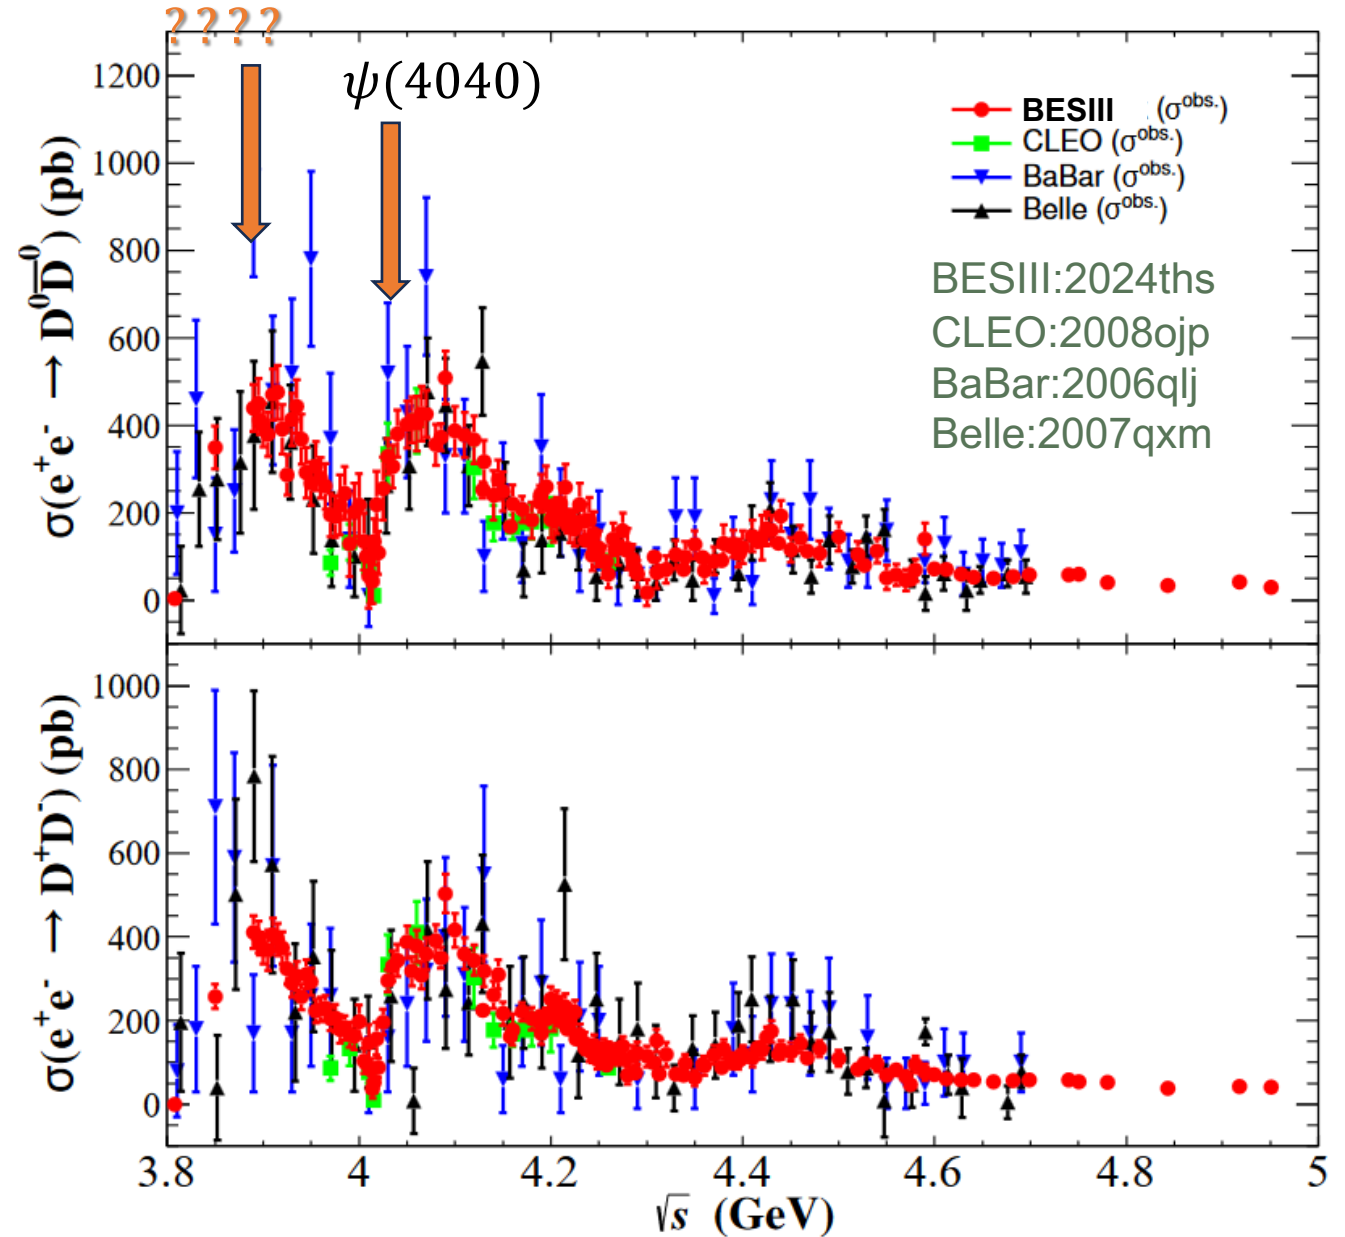 ? ? ? ?
ψ(4040)
1200
1000
800
600
400
200
0
σ(e⁺e⁻ → D⁰D̅⁰) (pb)
BESIII (σ^obs.)
CLEO (σ^obs.)
BaBar (σ^obs.)
Belle (σ^obs.)
BESIII:2024ths
CLEO:2008ojp
BaBar:2006qlj
Belle:2007qxm
1000
800
600
400
200
0
σ(e⁺e⁻ → D⁺D⁻) (pb)
3.8 4 4.2 4.4 4.6 4.8 5
√s (GeV)